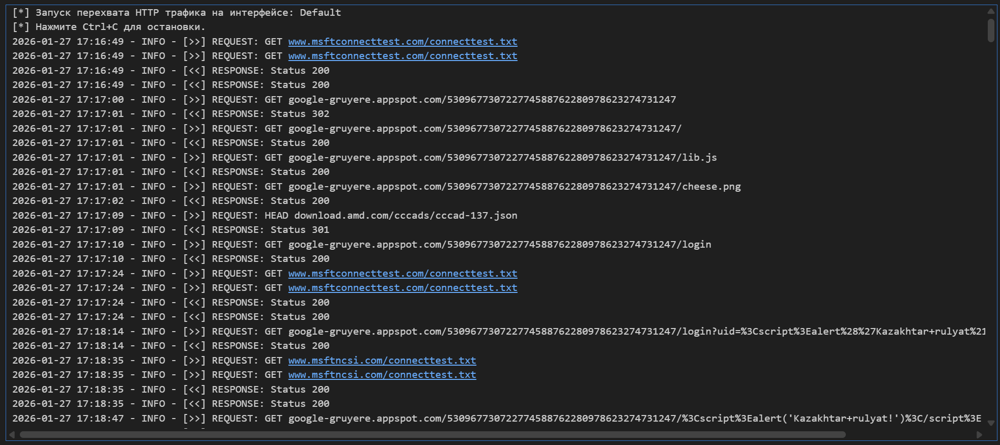 [*] Запуск перехвата HTTP трафика на интерфейсе: Default
[*] Нажмите Ctrl+C для остановки.
2026-01-27 17:16:49 - INFO - [>>] REQUEST: GET www.msftconnecttest.com/connecttest.txt
2026-01-27 17:16:49 - INFO - [>>] REQUEST: GET www.msftconnecttest.com/connecttest.txt
2026-01-27 17:16:49 - INFO - [<<] RESPONSE: Status 200
2026-01-27 17:16:49 - INFO - [<<] RESPONSE: Status 200
2026-01-27 17:17:00 - INFO - [>>] REQUEST: GET google-gruyere.appspot.com/530967730722774588762280978623274731247
2026-01-27 17:17:01 - INFO - [<<] RESPONSE: Status 302
2026-01-27 17:17:01 - INFO - [>>] REQUEST: GET google-gruyere.appspot.com/530967730722774588762280978623274731247/
2026-01-27 17:17:01 - INFO - [<<] RESPONSE: Status 200
2026-01-27 17:17:01 - INFO - [>>] REQUEST: GET google-gruyere.appspot.com/530967730722774588762280978623274731247/lib.js
2026-01-27 17:17:01 - INFO - [<<] RESPONSE: Status 200
2026-01-27 17:17:01 - INFO - [>>] REQUEST: GET google-gruyere.appspot.com/530967730722774588762280978623274731247/cheese.png
2026-01-27 17:17:02 - INFO - [<<] RESPONSE: Status 200
2026-01-27 17:17:09 - INFO - [>>] REQUEST: HEAD download.amd.com/cccads/cccad-137.json
2026-01-27 17:17:09 - INFO - [<<] RESPONSE: Status 301
2026-01-27 17:17:10 - INFO - [>>] REQUEST: GET google-gruyere.appspot.com/530967730722774588762280978623274731247/login
2026-01-27 17:17:10 - INFO - [<<] RESPONSE: Status 200
2026-01-27 17:17:24 - INFO - [>>] REQUEST: GET www.msftconnecttest.com/connecttest.txt
2026-01-27 17:17:24 - INFO - [>>] REQUEST: GET www.msftconnecttest.com/connecttest.txt
2026-01-27 17:17:24 - INFO - [<<] RESPONSE: Status 200
2026-01-27 17:17:24 - INFO - [<<] RESPONSE: Status 200
2026-01-27 17:18:14 - INFO - [>>] REQUEST: GET google-gruyere.appspot.com/530967730722774588762280978623274731247/login?uid=%3Cscript%3Ealert%28%27Kazakhtar+rulyat%21
2026-01-27 17:18:14 - INFO - [<<] RESPONSE: Status 200
2026-01-27 17:18:35 - INFO - [>>] REQUEST: GET www.msftncsi.com/connecttest.txt
2026-01-27 17:18:35 - INFO - [>>] REQUEST: GET www.msftncsi.com/connecttest.txt
2026-01-27 17:18:35 - INFO - [<<] RESPONSE: Status 200
2026-01-27 17:18:35 - INFO - [<<] RESPONSE: Status 200
2026-01-27 17:18:47 - INFO - [>>] REQUEST: GET google-gruyere.appspot.com/530967730722774588762280978623274731247/%3Cscript%3Ealert('Kazakhtar+rulyat!')%3C/script%3E